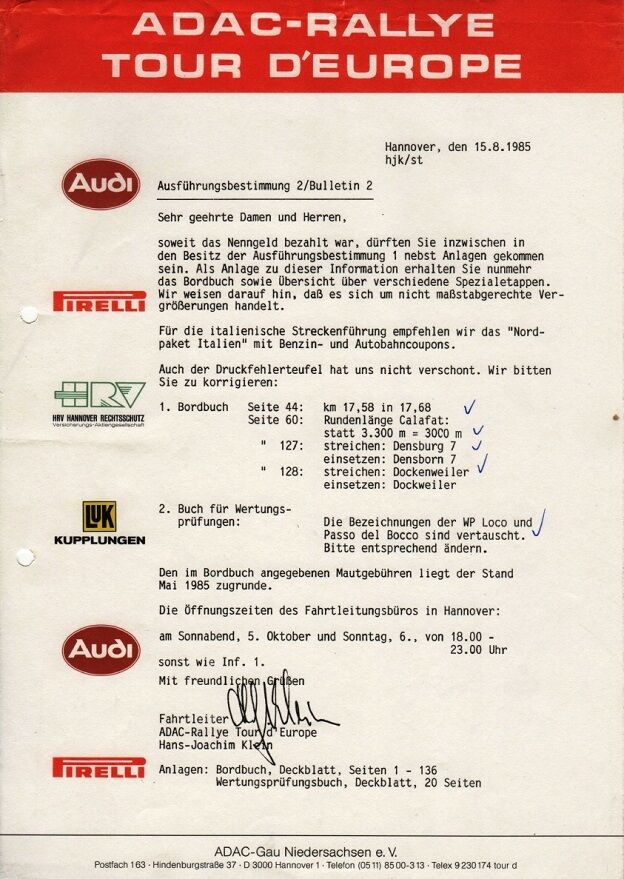 ADAC-RALLYE
TOUR D'EUROPE
Hannover, den 15.8.1985
hjk/st
Audi
Ausführungsbestimmung 2/Bulletin 2
Sehr geehrte Damen und Herren,
soweit das Nenngeld bezahlt war, dürften Sie inzwischen in
den Besitz der Ausführungsbestimmung 1 nebst Anlagen gekommen
sein. Als Anlage zu dieser Information erhalten Sie nunmehr
das Bordbuch sowie Übersicht über verschiedene Spezialetappen.
Wir weisen darauf hin, daß es sich um nicht maßstabgerechte Ver-
größerungen handelt.
PIRELLI
Für die italienische Streckenführung empfehlen wir das "Nord-
paket Italien" mit Benzin- und Autobahncoupons.
Auch der Druckfehlerteufel hat uns nicht verschont. Wir bitten
Sie zu korrigieren:
HRV
HRV HANNOVER RECHTSSCHUTZ
Versicherungs-Aktiengesellschaft
1. Bordbuch Seite 44: km 17,58 in 17,68
Seite 60: Rundenlänge Calafat:
statt 3.300 m = 3000 m
" 127: streichen: Densburg 7
einsetzen: Densborn 7
" 128: streichen: Dockenweiler
einsetzen: Dockweiler
LUK
KUPPLUNGEN
2. Buch für Wertungs-
prüfungen: Die Bezeichnungen der WP Loco und
Passo del Bocco sind vertauscht.
Bitte entsprechend ändern.
Den im Bordbuch angegebenen Mautgebühren liegt der Stand
Mai 1985 zugrunde.
Die Öffnungszeiten des Fahrtleitungsbüros in Hannover:
Audi
am Sonnabend, 5. Oktober und Sonntag, 6., von 18.00 -
23.00 Uhr
sonst wie Inf. 1.
Mit freundlichen Grüßen
Fahrtleiter
ADAC-Rallye Tour d'Europe
Hans-Joachim Klein
PIRELLI
Anlagen: Bordbuch, Deckblatt, Seiten 1 - 136
Wertungsprüfungsbuch, Deckblatt, 20 Seiten
ADAC-Gau Niedersachsen e.V.
Postfach 163 · Hindenburgstraße 37 · D 3000 Hannover 1 · Telefon (0511) 8500-313 · Telex 9 230 174 tour d